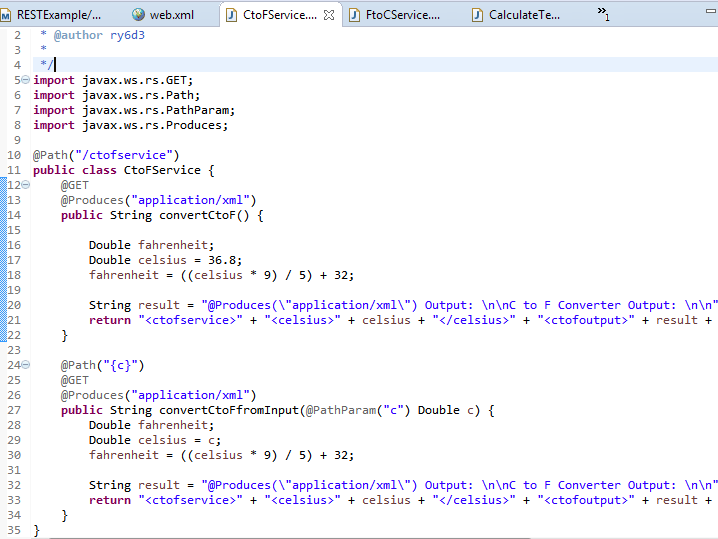 RESTExample/... web.xml CtoFService.... FtoCService.... CalculateTe... »1
2 * @author ry6d3
3 *
4 */
5 import javax.ws.rs.GET;
6 import javax.ws.rs.Path;
7 import javax.ws.rs.PathParam;
8 import javax.ws.rs.Produces;
9
10 @Path("/ctofservice")
11 public class CtoFService {
12 @GET
13 @Produces("application/xml")
14 public String convertCtoF() {
15
16 Double fahrenheit;
17 Double celsius = 36.8;
18 fahrenheit = ((celsius * 9) / 5) + 32;
19
20 String result = "@Produces(\"application/xml\") Output: \n\nC to F Converter Output: \n\n"
21 return "<ctofservice>" + "<celsius>" + celsius + "</celsius>" + "<ctofoutput>" + result +
22 }
23
24 @Path("{c}")
25 @GET
26 @Produces("application/xml")
27 public String convertCtoFfromInput(@PathParam("c") Double c) {
28 Double fahrenheit;
29 Double celsius = c;
30 fahrenheit = ((celsius * 9) / 5) + 32;
31
32 String result = "@Produces(\"application/xml\") Output: \n\nC to F Converter Output: \n\n"
33 return "<ctofservice>" + "<celsius>" + celsius + "</celsius>" + "<ctofoutput>" + result +
34 }
35 }